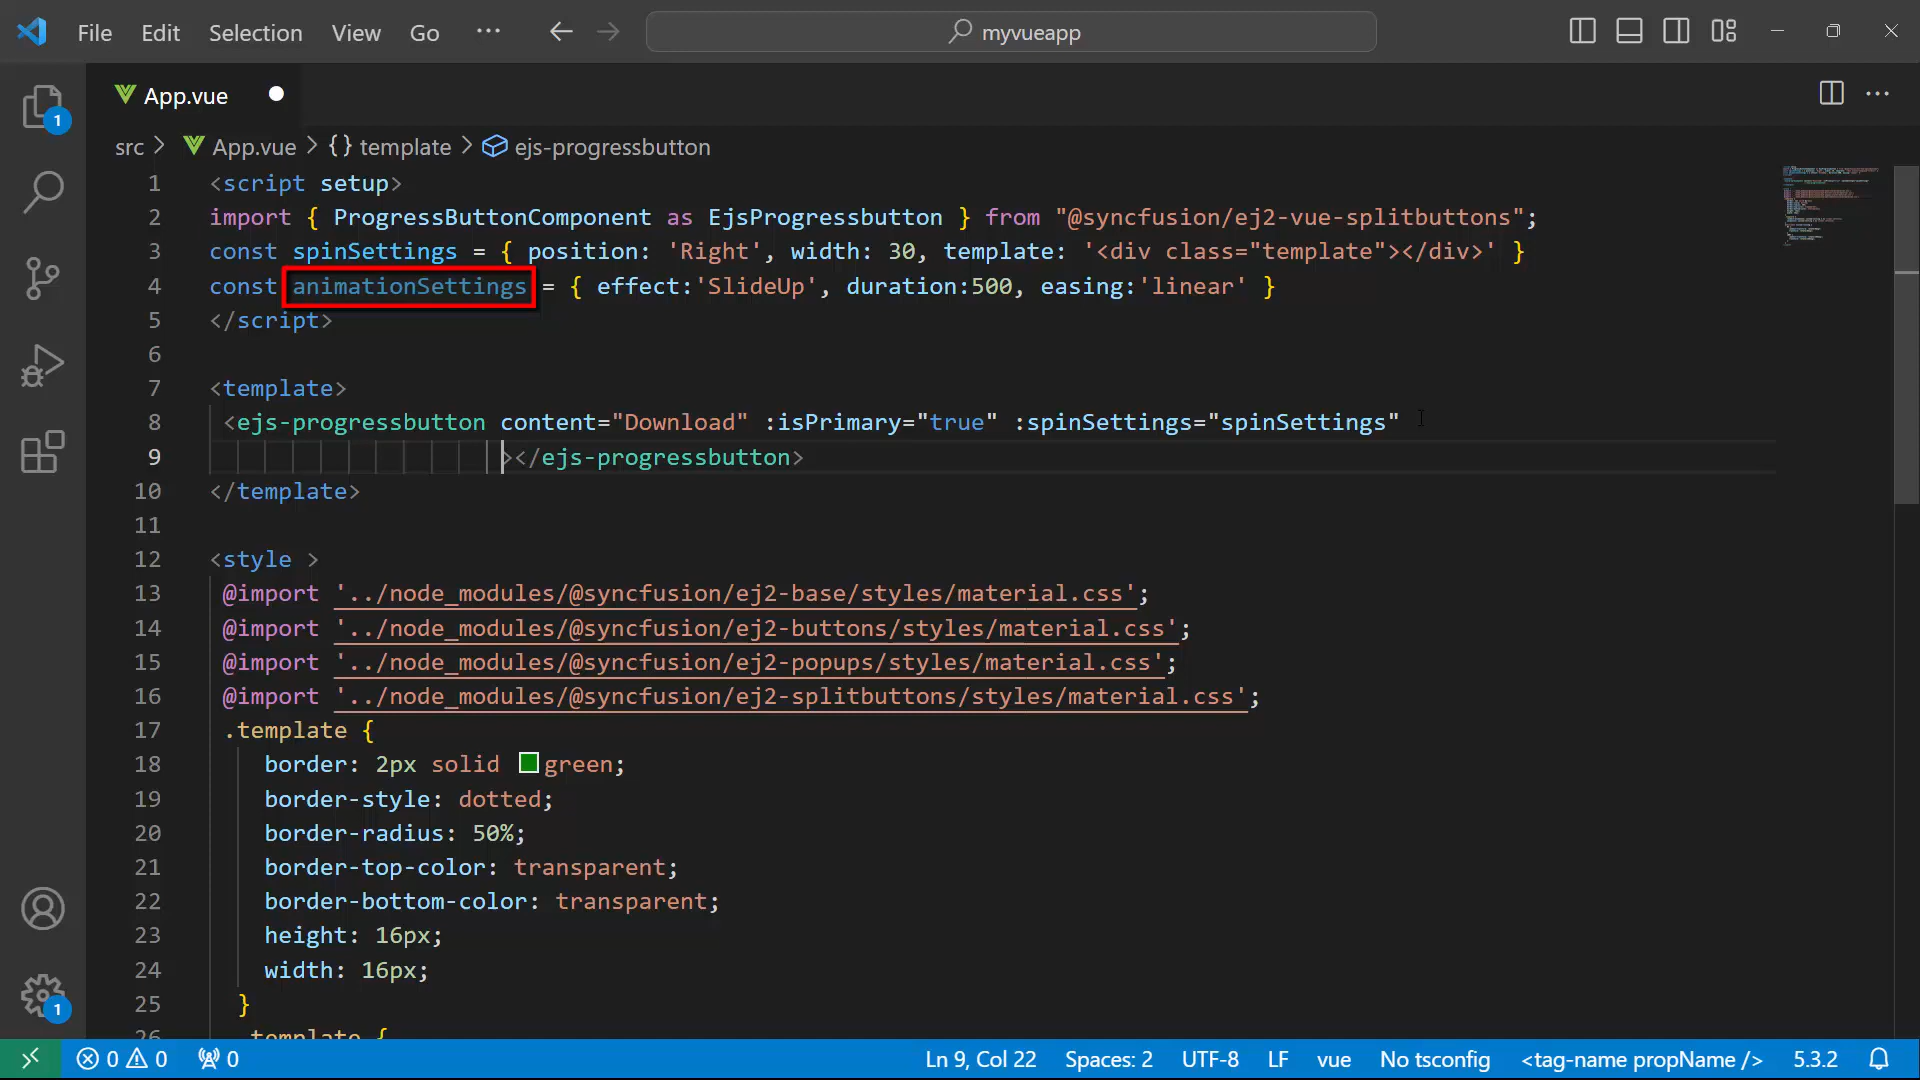 File Edit Selection View Go ··· myvueapp
App.vue
src > App.vue > {} template > ejs-progressbutton
1 <script setup>
2 import { ProgressButtonComponent as EjsProgressbutton } from "@syncfusion/ej2-vue-splitbuttons";
3 const spinSettings = { position: 'Right', width: 30, template: '<div class="template"></div>' }
4 const animationSettings = { effect:'SlideUp', duration:500, easing:'linear' }
5 </script>
6
7 <template>
8 <ejs-progressbutton content="Download" :isPrimary="true" :spinSettings="spinSettings"
9 ></ejs-progressbutton>
10 </template>
11
12 <style >
13 @import '../node_modules/@syncfusion/ej2-base/styles/material.css';
14 @import '../node_modules/@syncfusion/ej2-buttons/styles/material.css';
15 @import '../node_modules/@syncfusion/ej2-popups/styles/material.css';
16 @import '../node_modules/@syncfusion/ej2-splitbuttons/styles/material.css';
17 .template {
18 border: 2px solid green;
19 border-style: dotted;
20 border-radius: 50%;
21 border-top-color: transparent;
22 border-bottom-color: transparent;
23 height: 16px;
24 width: 16px;
25 }
26 .template {
1
1
0 0 0 Ln 9, Col 22 Spaces: 2 UTF-8 LF vue No tsconfig <tag-name propName /> 5.3.2